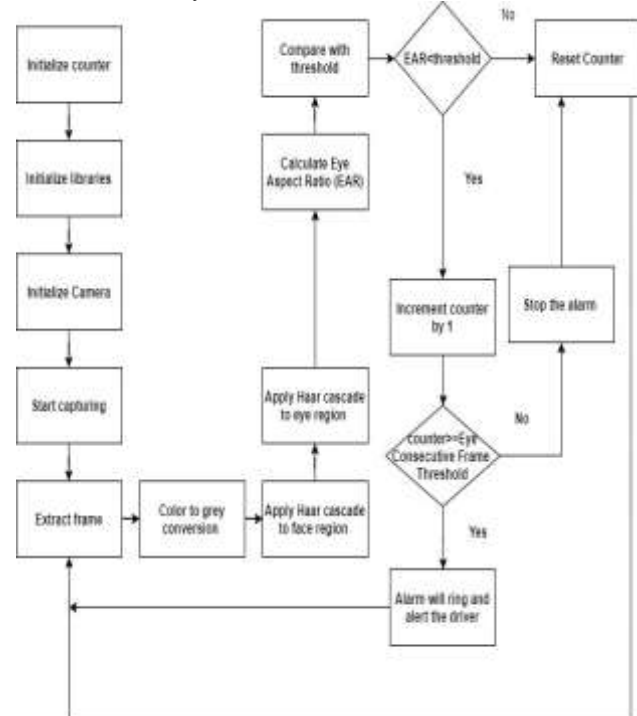 Initialize counter
Initialize libraries
Initialize Camera
Start capturing
Extract frame
Color to grey
conversion
Apply Haar cascade
to face region
Apply Haar cascade
to eye region
Calculate Eye
Aspect Ratio (EAR)
Compare with
threshold
EAR<threshold
No
Reset Counter
Yes
Increment counter
by 1
Stop the alarm
counter>=Eye
Consecutive Frame
Threshold
No
Yes
Alarm will ring and
alert the driver